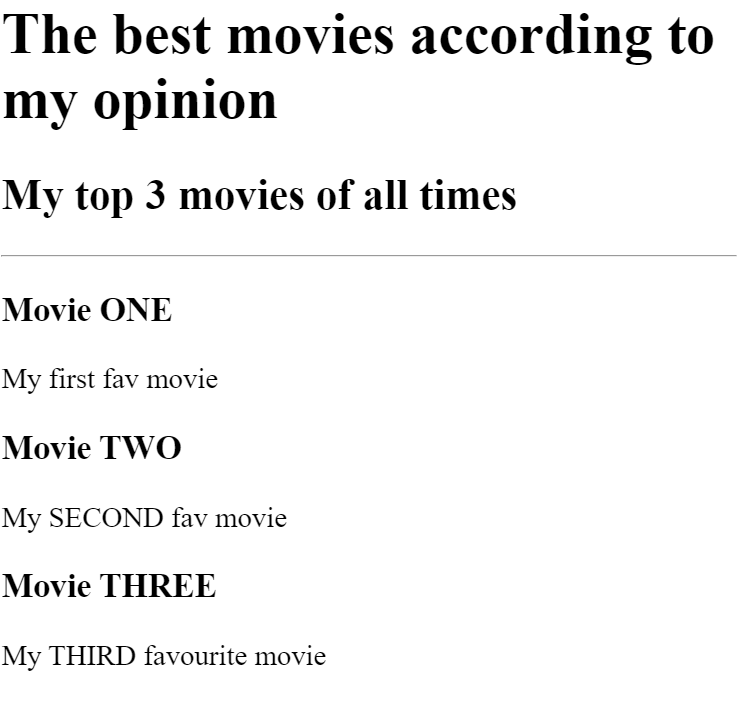 The best movies according to
my opinion
My top 3 movies of all times
Movie ONE
My first fav movie
Movie TWO
My SECOND fav movie
Movie THREE
My THIRD favourite movie